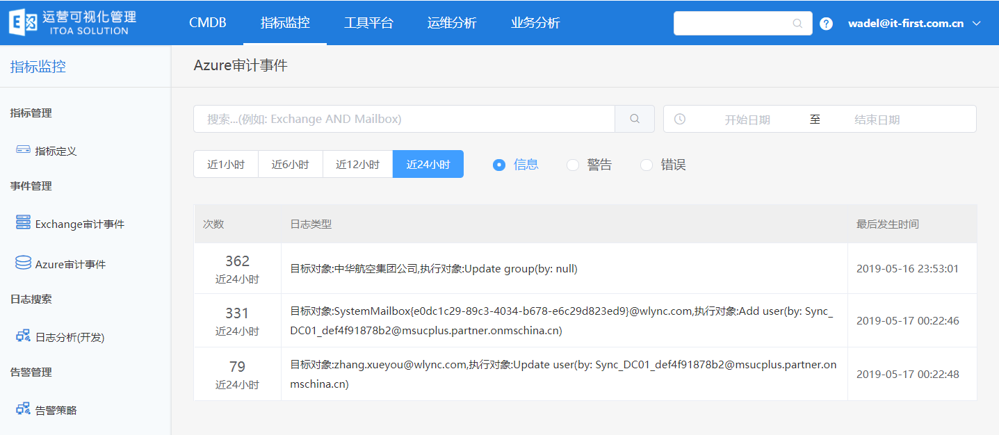 运营可视化管理
ITOA SOLUTION
CMDB
指标监控
工具平台
运维分析
业务分析
?
wadel@it-first.com.cn
指标监控
指标管理
指标定义
事件管理
Exchange审计事件
Azure审计事件
日志搜索
日志分析(开发)
告警管理
告警策略
Azure审计事件
搜索...(例如: Exchange AND Mailbox)
开始日期
至
结束日期
近1小时
近6小时
近12小时
近24小时
信息
警告
错误
次数
日志类型
最后发生时间
362
近24小时
目标对象:中华航空集团公司,执行对象:Update group(by: null)
2019-05-16 23:53:01
331
近24小时
目标对象:SystemMailbox{e0dc1c29-89c3-4034-b678-e6c29d823ed9}@wlync.com,执行对象:Add user(by: Sync_
DC01_def4f91878b2@msucplus.partner.onmschina.cn)
2019-05-17 00:22:46
79
近24小时
目标对象:zhang.xueyou@wlync.com,执行对象:Update user(by: Sync_DC01_def4f91878b2@msucplus.partner.on
mschina.cn)
2019-05-17 00:22:48